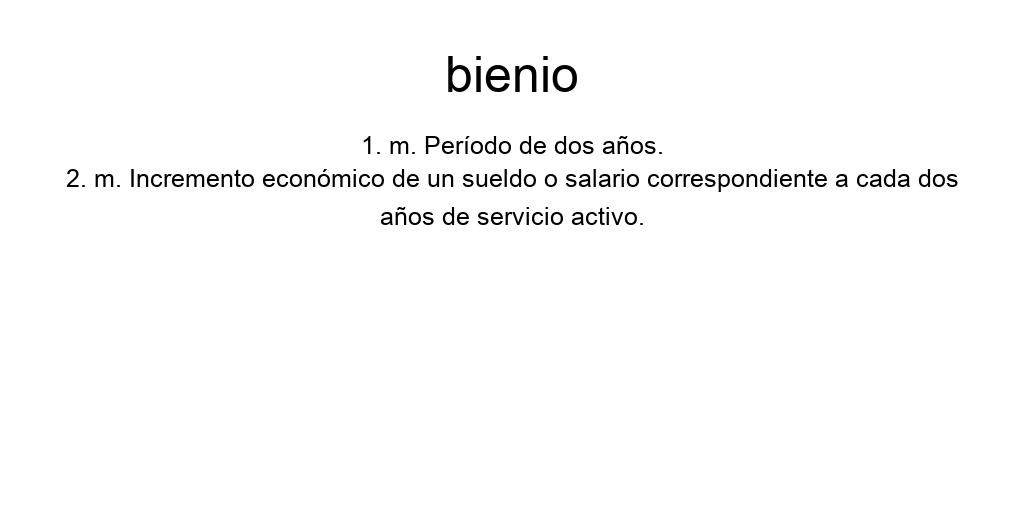 bienio
1. m. Período de dos años.
2. m. Incremento económico de un sueldo o salario correspondiente a cada dos
años de servicio activo.